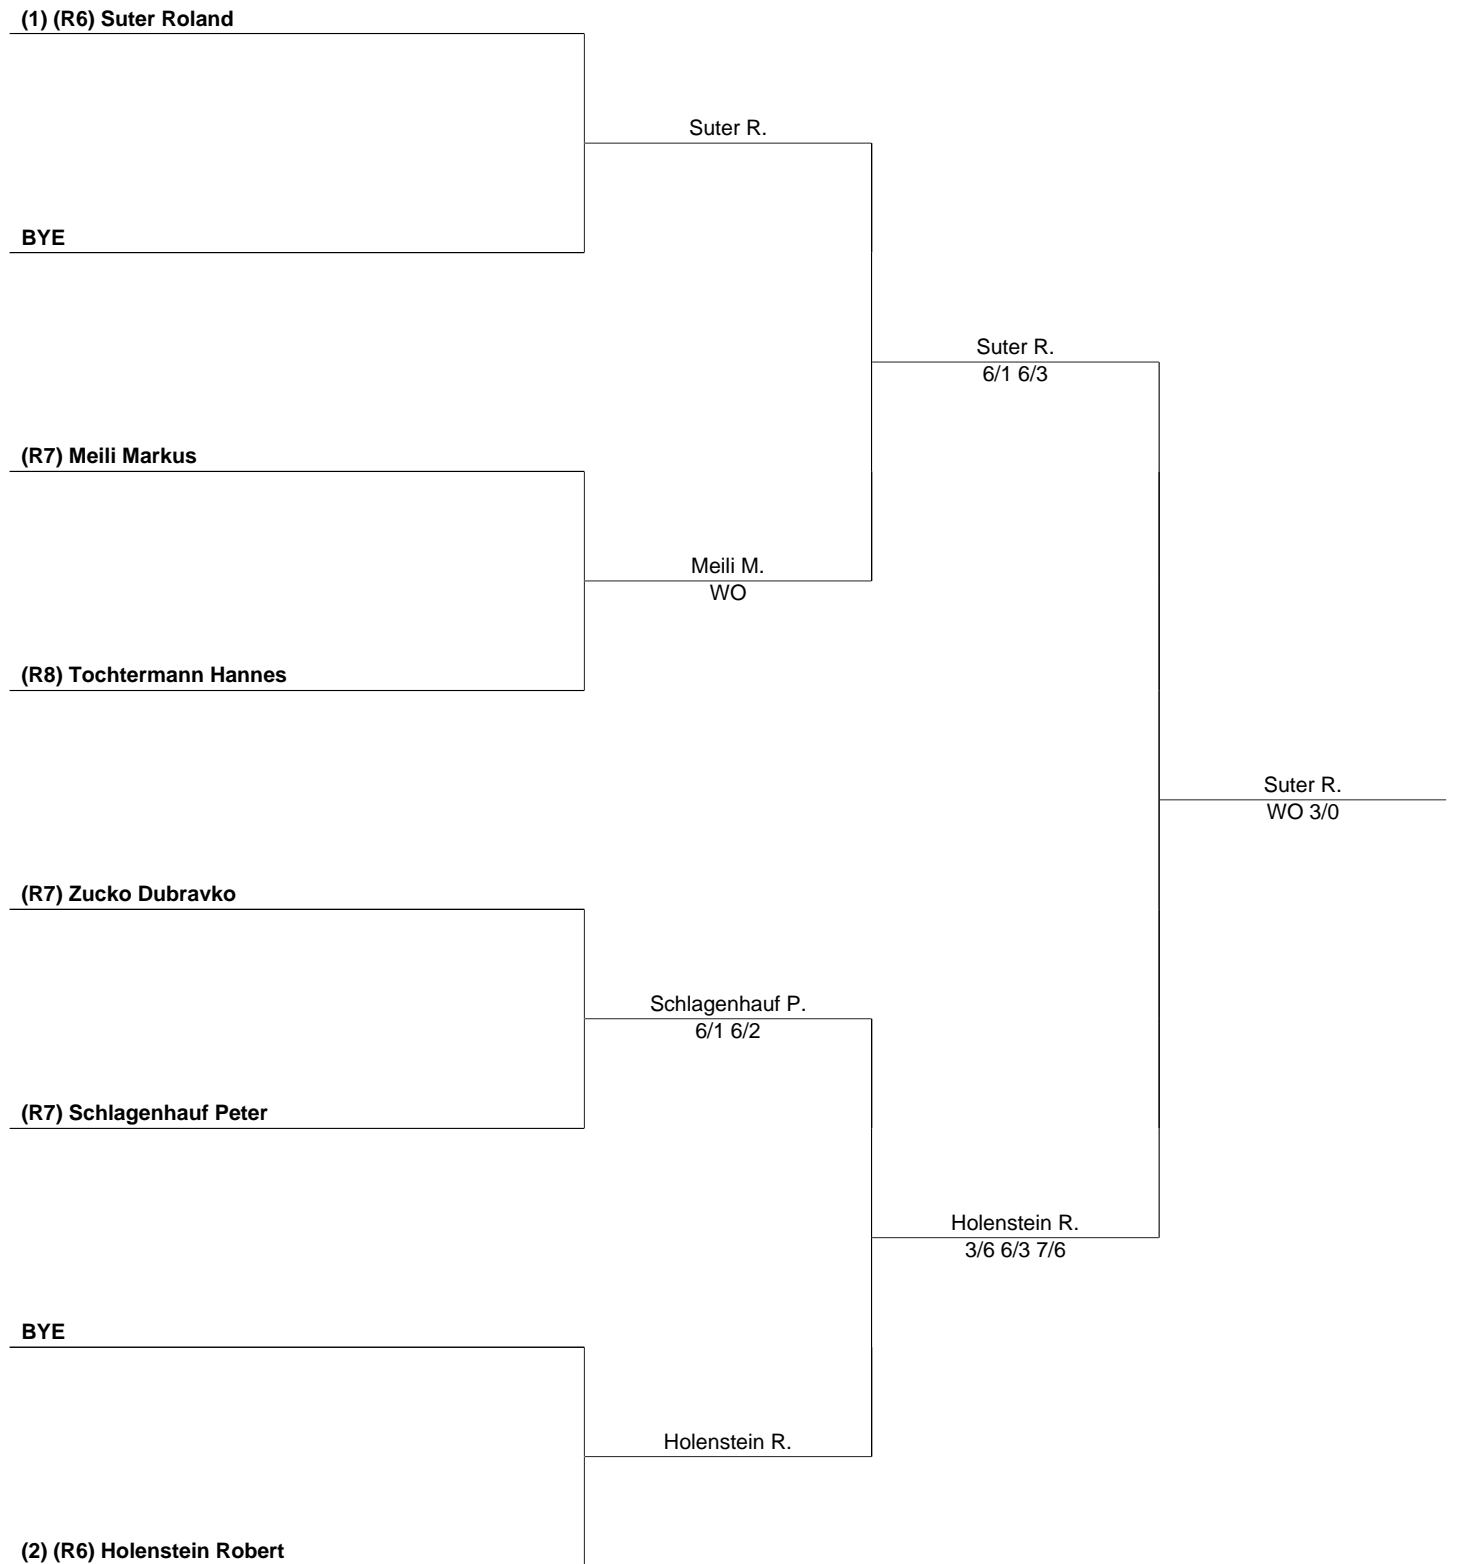 (1) (R6) Suter Roland
Suter R.
BYE
Suter R.
6/1 6/3
(R7) Meili Markus
Meili M.
WO
(R8) Tochtermann Hannes
Suter R.
WO 3/0
(R7) Zucko Dubravko
Schlagenhauf P.
6/1 6/2
(R7) Schlagenhauf Peter
Holenstein R.
3/6 6/3 7/6
BYE
Holenstein R.
(2) (R6) Holenstein Robert